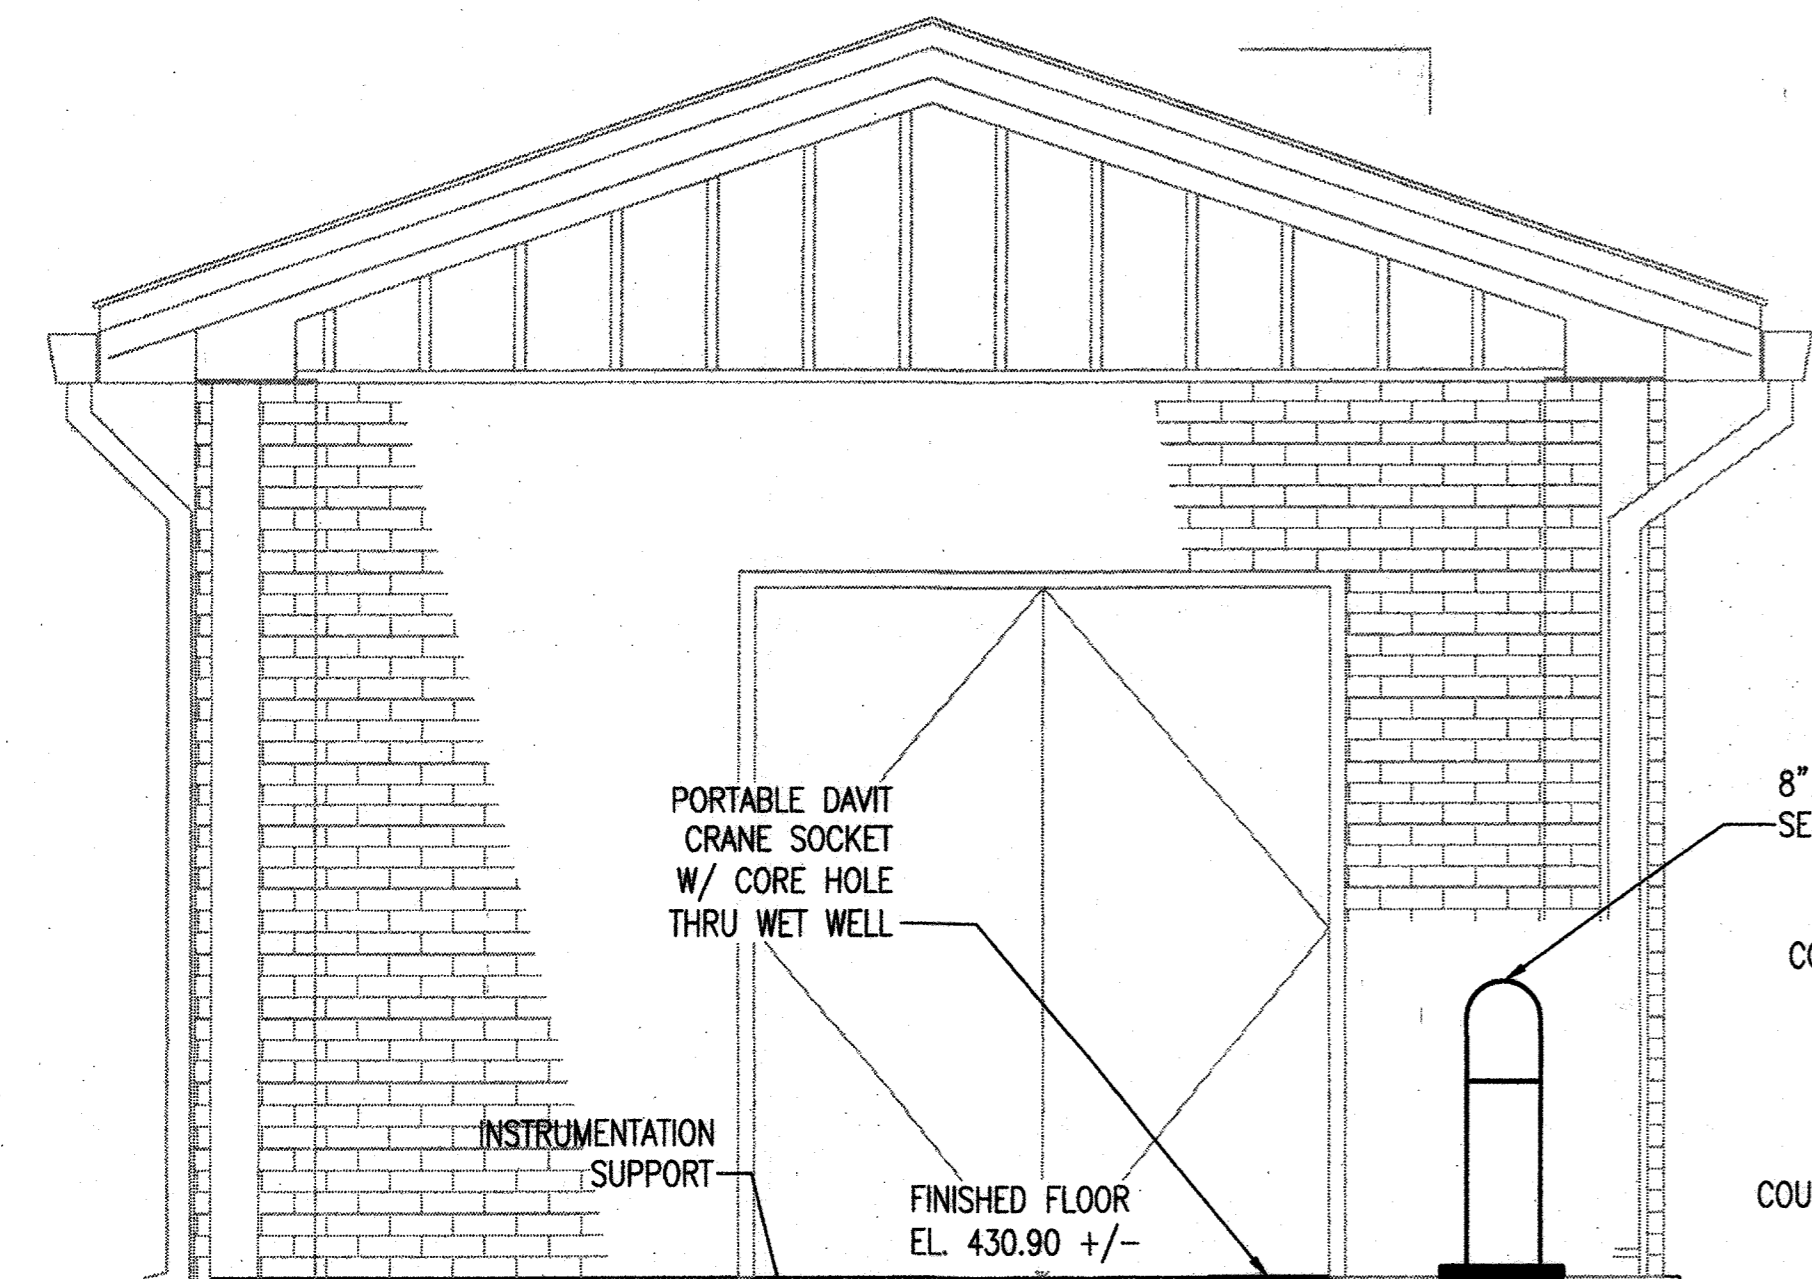 PORTABLE DAVIT
CRANE SOCKET
W/ CORE HOLE
THRU WET WELL
8"
SE
CO
INSTRUMENTATION
SUPPORT
FINISHED FLOOR
EL. 430.90 +/-
COU